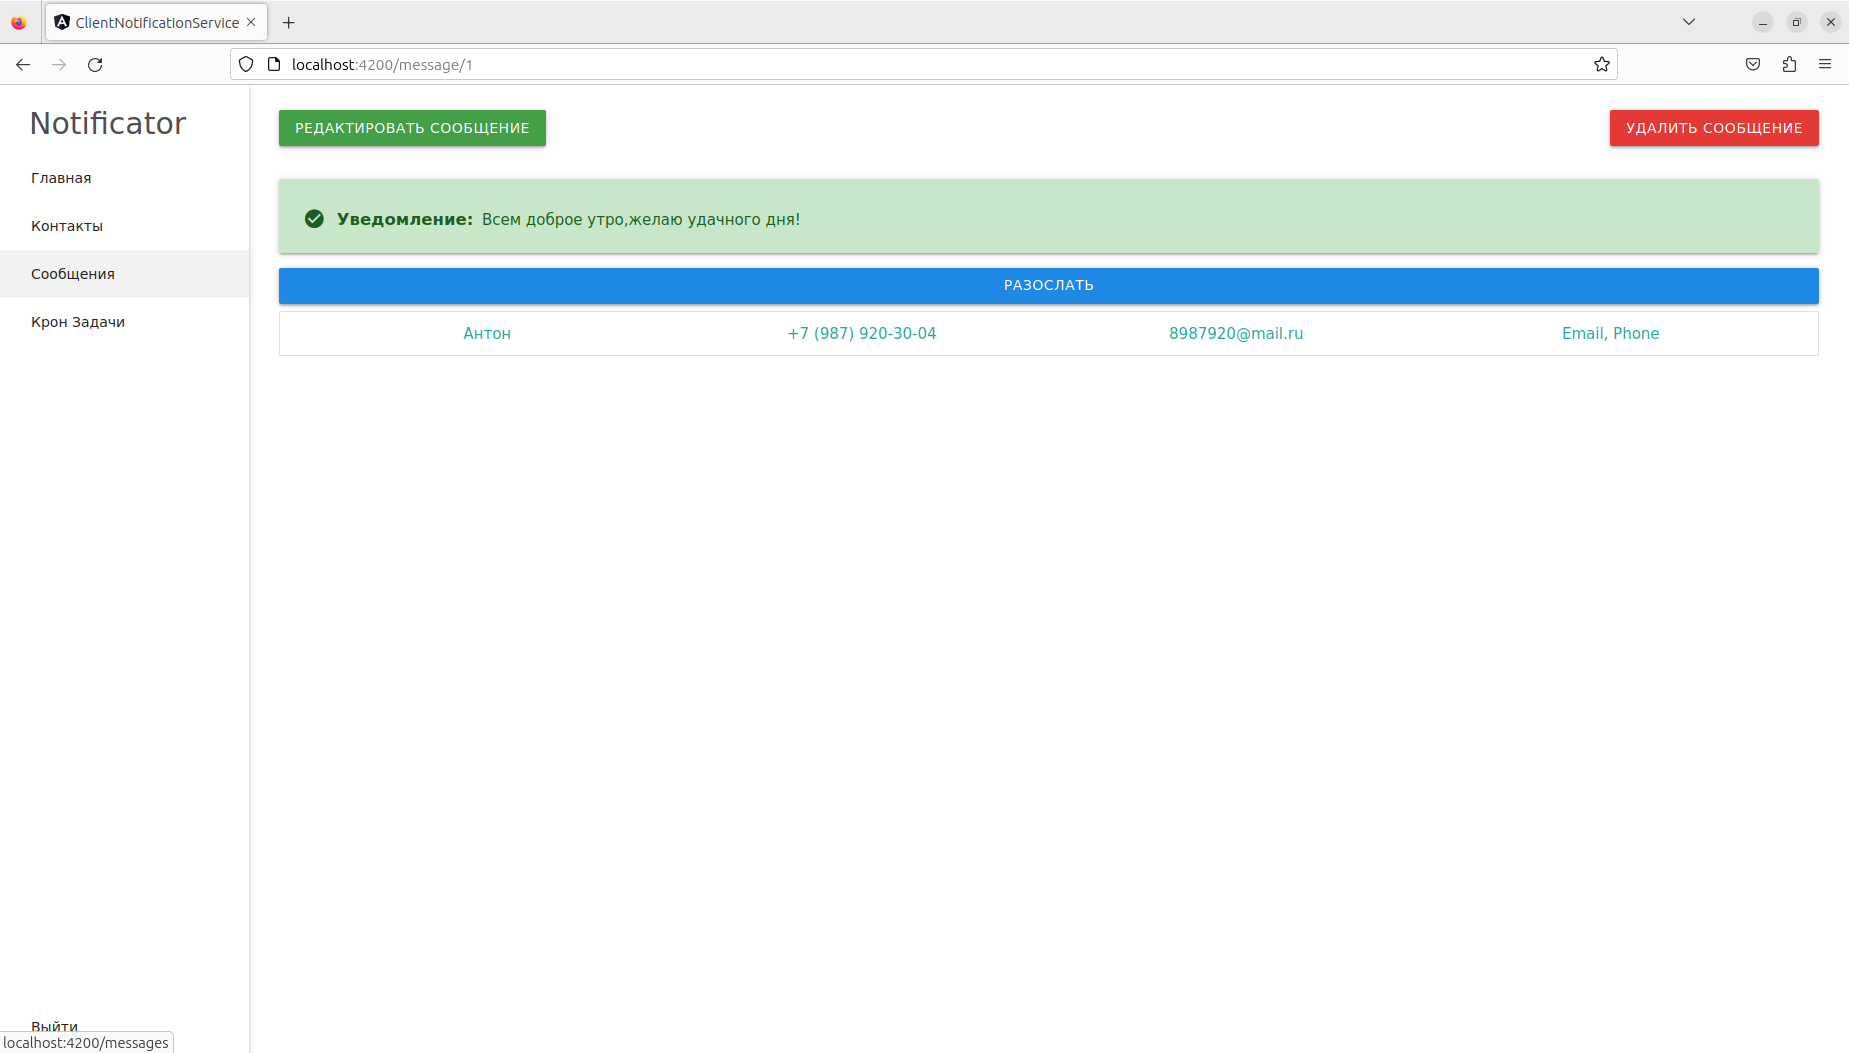 ClientNotificationService
localhost:4200/message/1
Notificator
Главная
Контакты
Сообщения
Крон Задачи
РЕДАКТИРОВАТЬ СООБЩЕНИЕ
УДАЛИТЬ СООБЩЕНИЕ
Уведомление: Всем доброе утро,желаю удачного дня!
РАЗОСЛАТЬ
Антон +7 (987) 920-30-04 8987920@mail.ru Email, Phone
Выйти
localhost:4200/messages